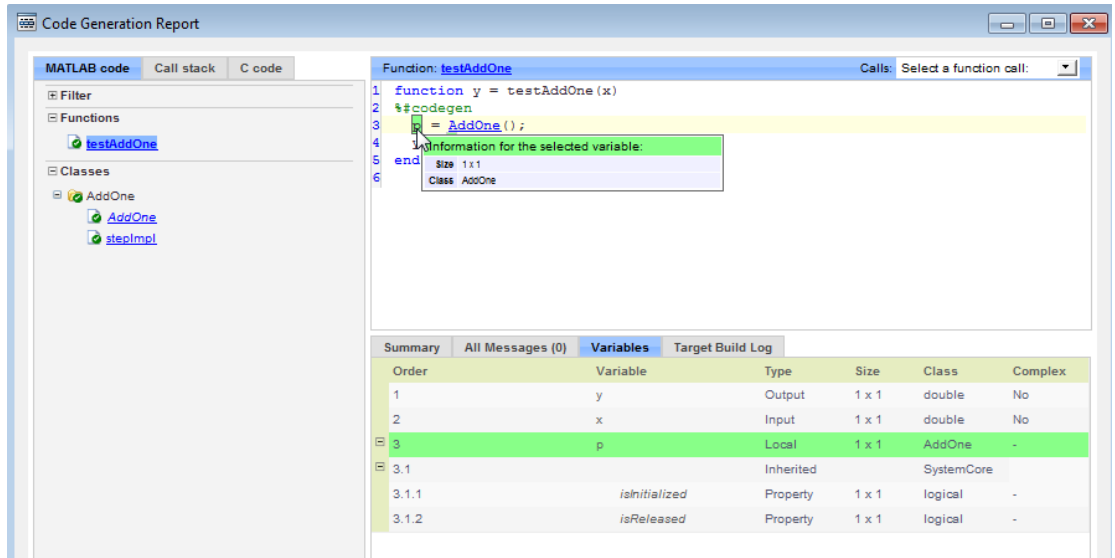 Code Generation Report
MATLAB code Call stack C code
Filter
Functions
testAddOne
Classes
AddOne
AddOne
stepImpl
Function: testAddOne Calls: Select a function call:
1 function y = testAddOne(x)
2 %#codegen
3 p = AddOne();
4
5 end
6
Information for the selected variable:
Size 1x1
Class AddOne
Summary All Messages (0) Variables Target Build Log
Order Variable Type Size Class Complex
1 y Output 1 x 1 double No
2 x Input 1 x 1 double No
3 p Local 1 x 1 AddOne -
3.1 Inherited SystemCore
3.1.1 isInitialized Property 1 x 1 logical -
3.1.2 isReleased Property 1 x 1 logical -